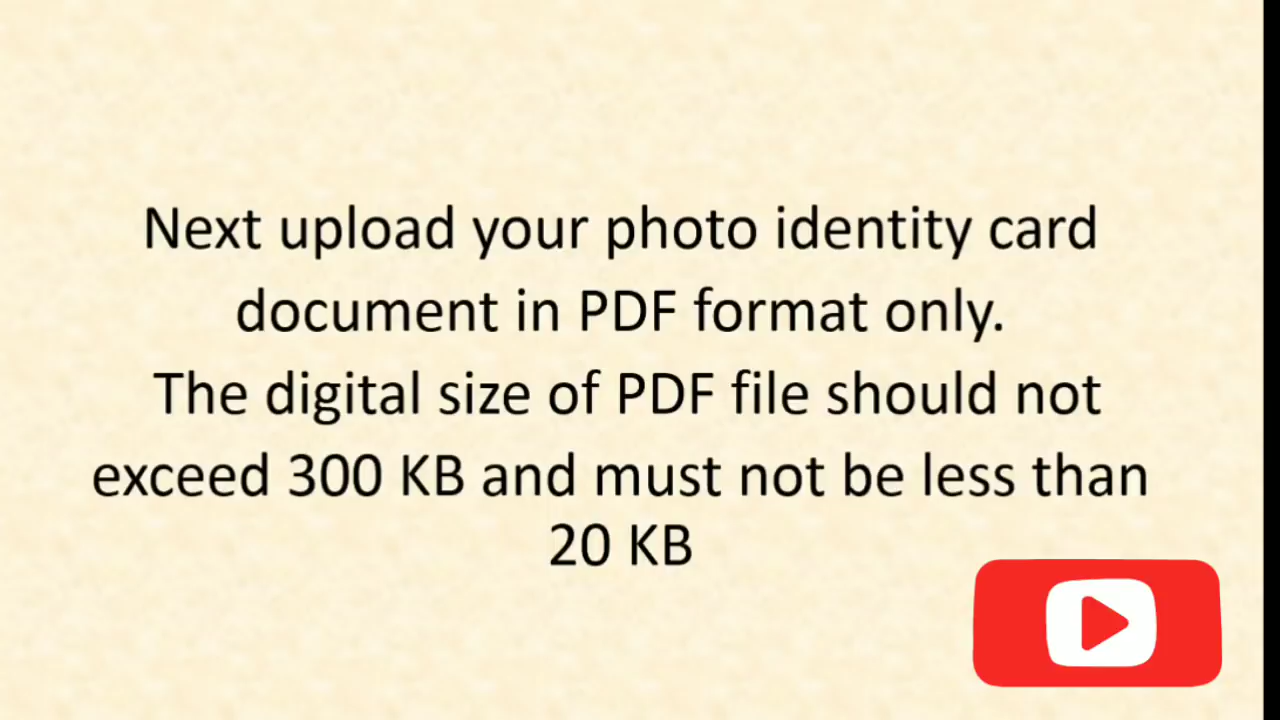 Next upload your photo identity card
document in PDF format only.
The digital size of PDF file should not
exceed 300 KB and must not be less than
20 KB